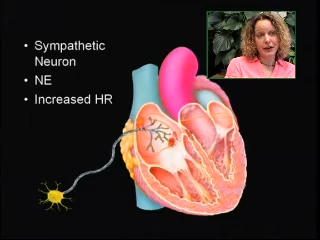 • Sympathetic
Neuron
• NE
• Increased HR